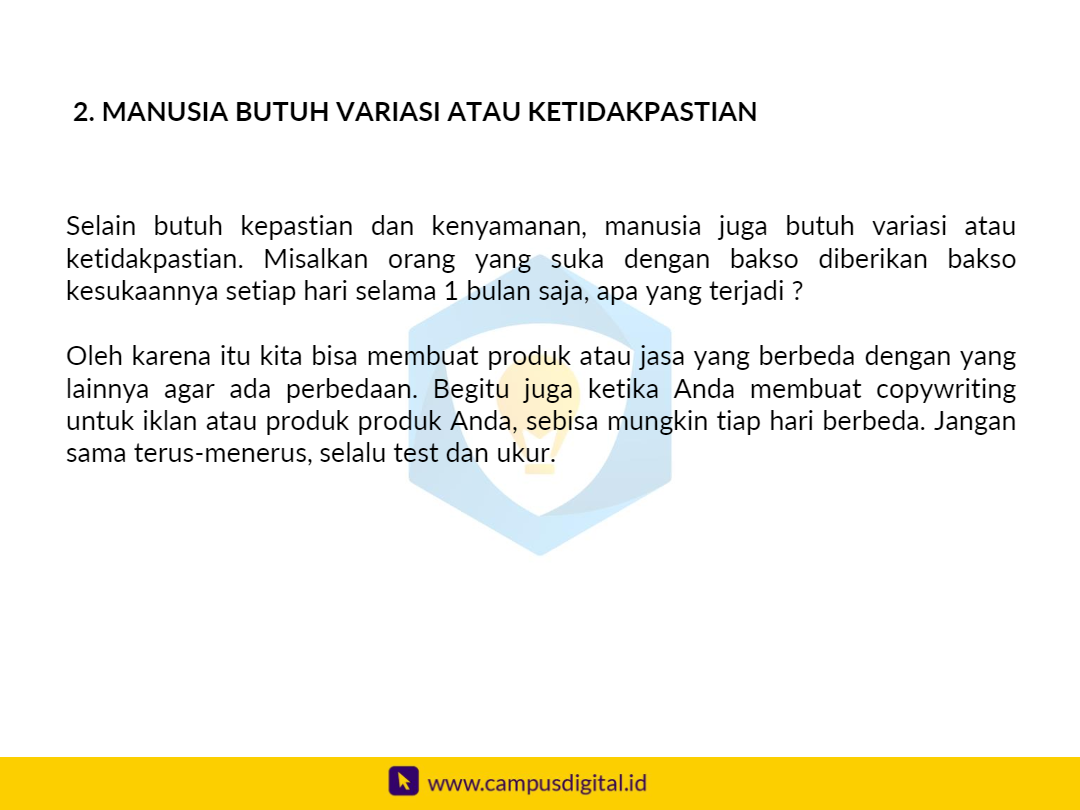 2. MANUSIA BUTUH VARIASI ATAU KETIDAKPASTIAN
Selain butuh kepastian dan kenyamanan, manusia juga butuh variasi atau
ketidakpastian. Misalkan orang yang suka dengan bakso diberikan bakso
kesukaannya setiap hari selama 1 bulan saja, apa yang terjadi ?
Oleh karena itu kita bisa membuat produk atau jasa yang berbeda dengan yang
lainnya agar ada perbedaan. Begitu juga ketika Anda membuat copywriting
untuk iklan atau produk produk Anda, sebisa mungkin tiap hari berbeda. Jangan
sama terus-menerus, selalu test dan ukur.
www.campusdigital.id